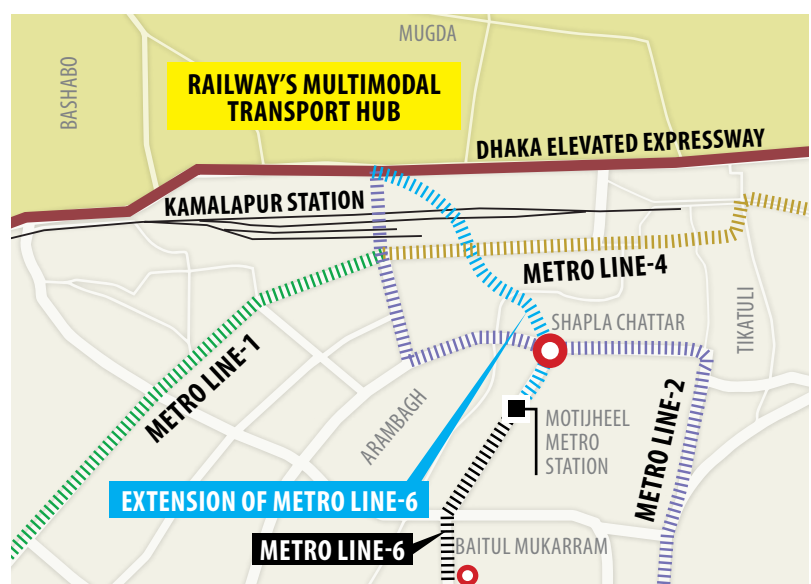 MUGDA
BASHABO
RAILWAY'S MULTIMODAL
TRANSPORT HUB
DHAKA ELEVATED EXPRESSWAY
KAMALAPUR STATION
METRO LINE-4
METRO LINE-1
SHAPLA CHATTAR
TIKATULI
ARAMBAGH
MOTIJHEEL
METRO
STATION
METRO LINE-2
EXTENSION OF METRO LINE-6
METRO LINE-6
BAITUL MUKARRAM